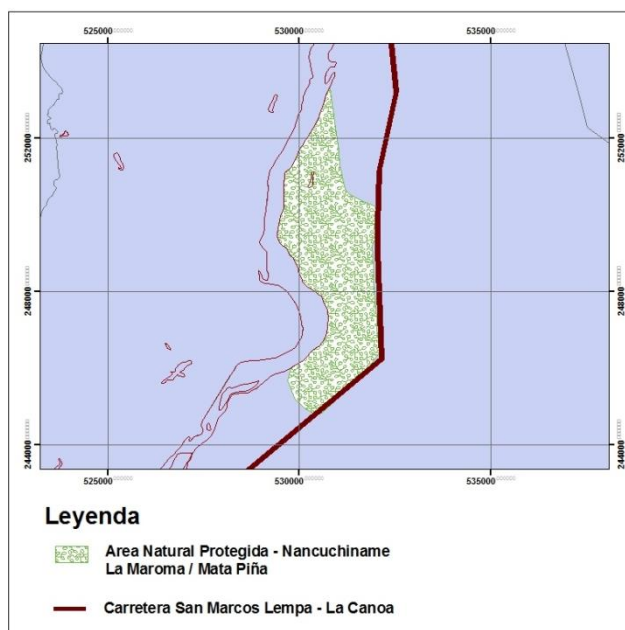 525000 530000 535000
252000 252000
248000 248000
244000 244000
525000 530000 535000
Leyenda
Area Natural Protegida - Nancuchiname
La Maroma / Mata Piña
Carretera San Marcos Lempa - La Canoa